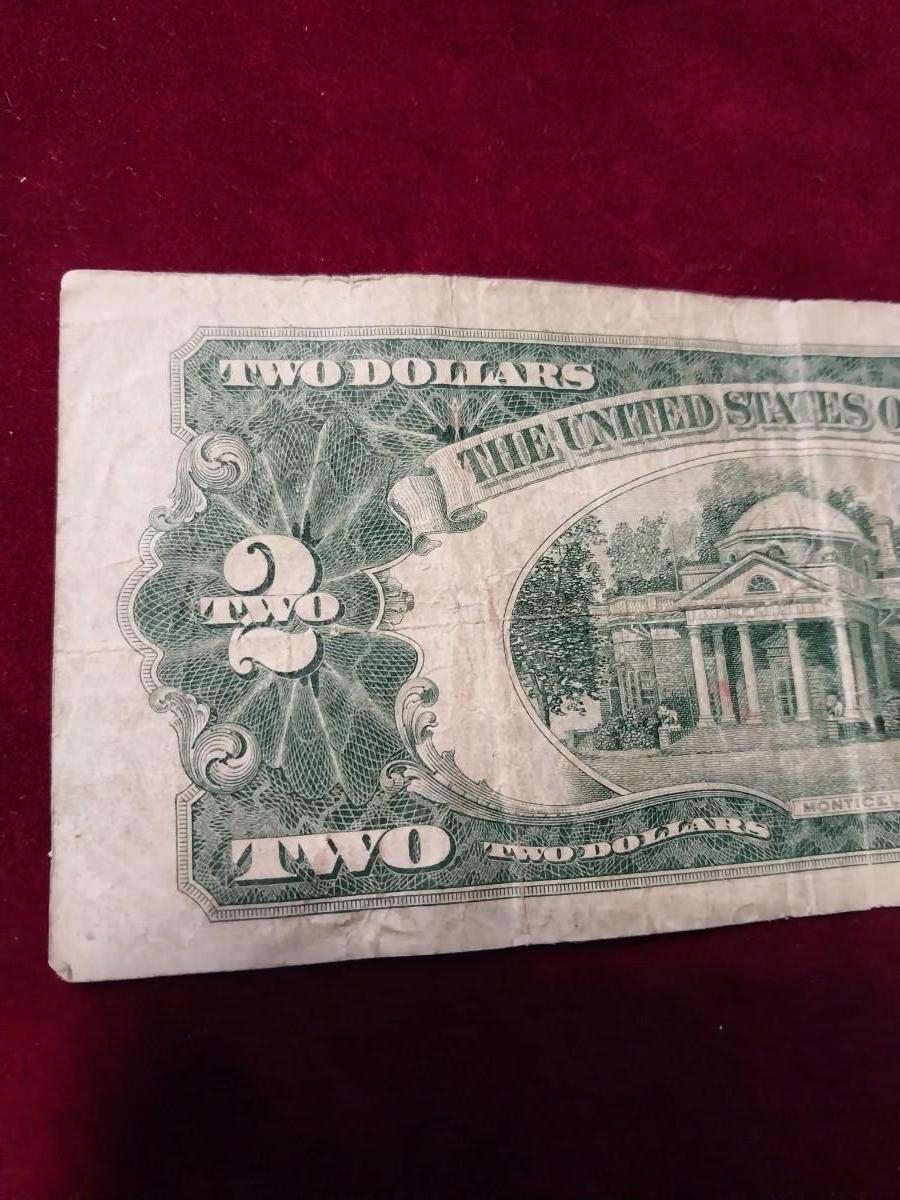 TWO DOLLARS
THE UNITED STATES O
2
TWO
MONTICEL
TWO TWO DOLLARS